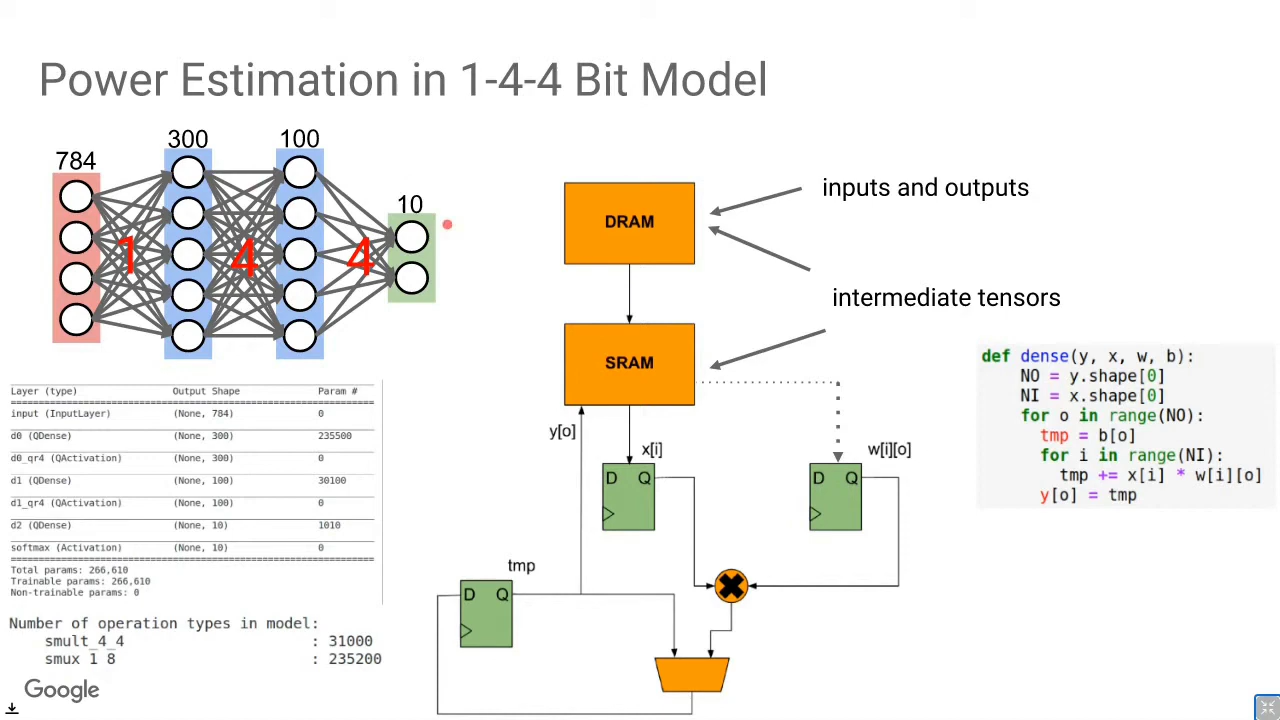 Power Estimation in 1-4-4 Bit Model
784
300
100
10
1
4
4
Layer (type) Output Shape Param #
input (InputLayer) (None, 784) 0
d0 (QDense) (None, 300) 235500
d0_qr4 (QActivation) (None, 300) 0
d1 (QDense) (None, 100) 30100
d1_qr4 (QActivation) (None, 100) 0
d2 (QDense) (None, 10) 1010
softmax (Activation) (None, 10) 0
Total params: 266,610
Trainable params: 266,610
Non-trainable params: 0
Number of operation types in model:
smult_4_4 : 31000
smux 1 8 : 235200
Google
DRAM
SRAM
inputs and outputs
intermediate tensors
y[o]
x[i]
w[i][o]
D Q
D Q
tmp
D Q
def dense(y, x, w, b):
NO = y.shape[0]
NI = x.shape[0]
for o in range(NO):
tmp = b[o]
for i in range(NI):
tmp += x[i] * w[i][o]
y[o] = tmp